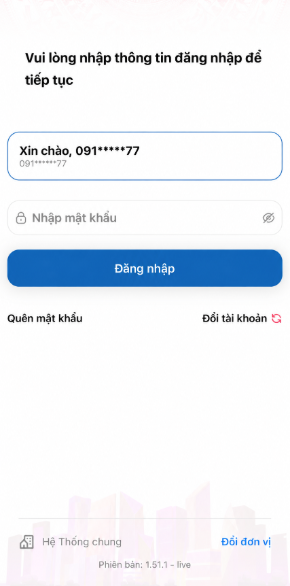 Vui lòng nhập thông tin đăng nhập để
tiếp tục
Xin chào, 091*****77
091******77
Nhập mật khẩu
Đăng nhập
Quên mật khẩu
Đổi tài khoản
Hệ Thống chung
Đổi đơn vị
Phiên bản: 1.51.1 - live